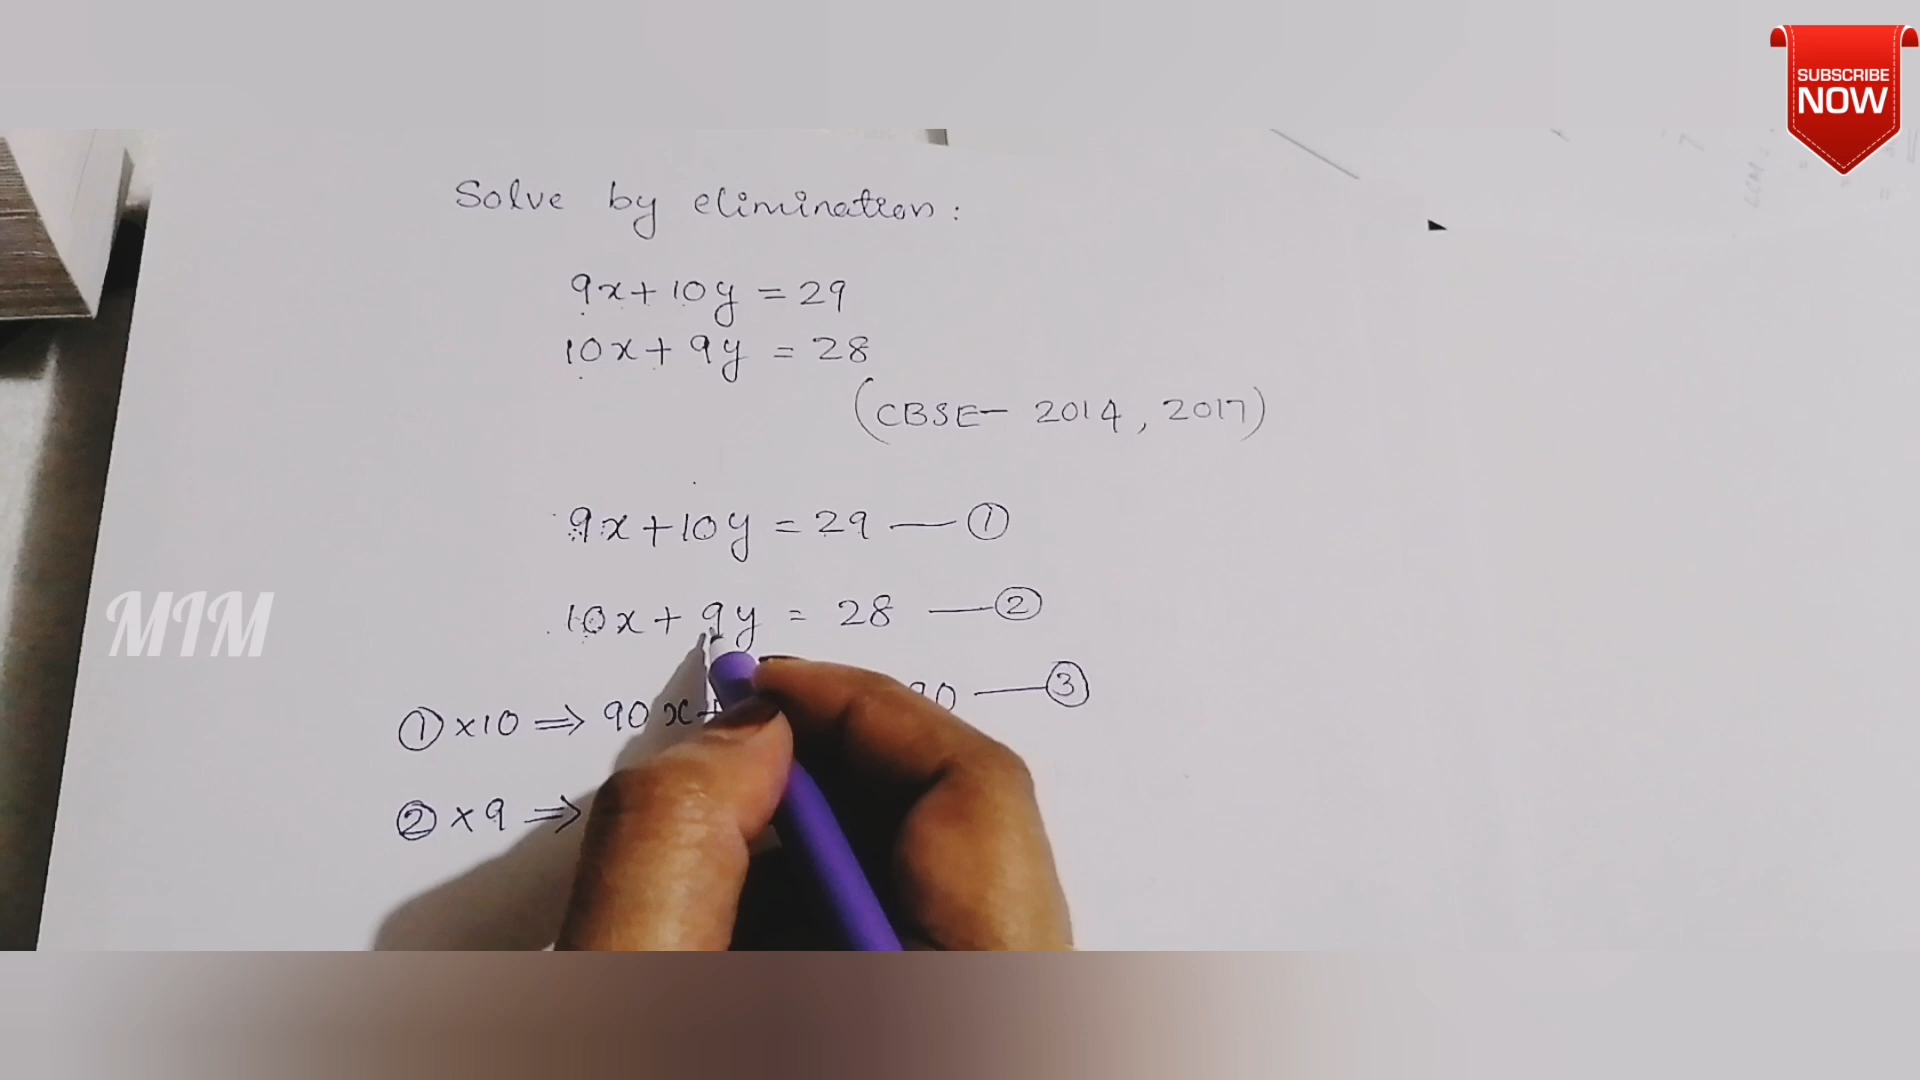 SUBSCRIBE
NOW
Solve by elimination:
9x+10y = 29
10x+ 9y = 28
(CBSE- 2014, 2017)
9x+10y = 29 — ①
10x+ 9y = 28 — ②
MIM
①×10 ⇒ 90x+ 90 — ③
②×9 ⇒